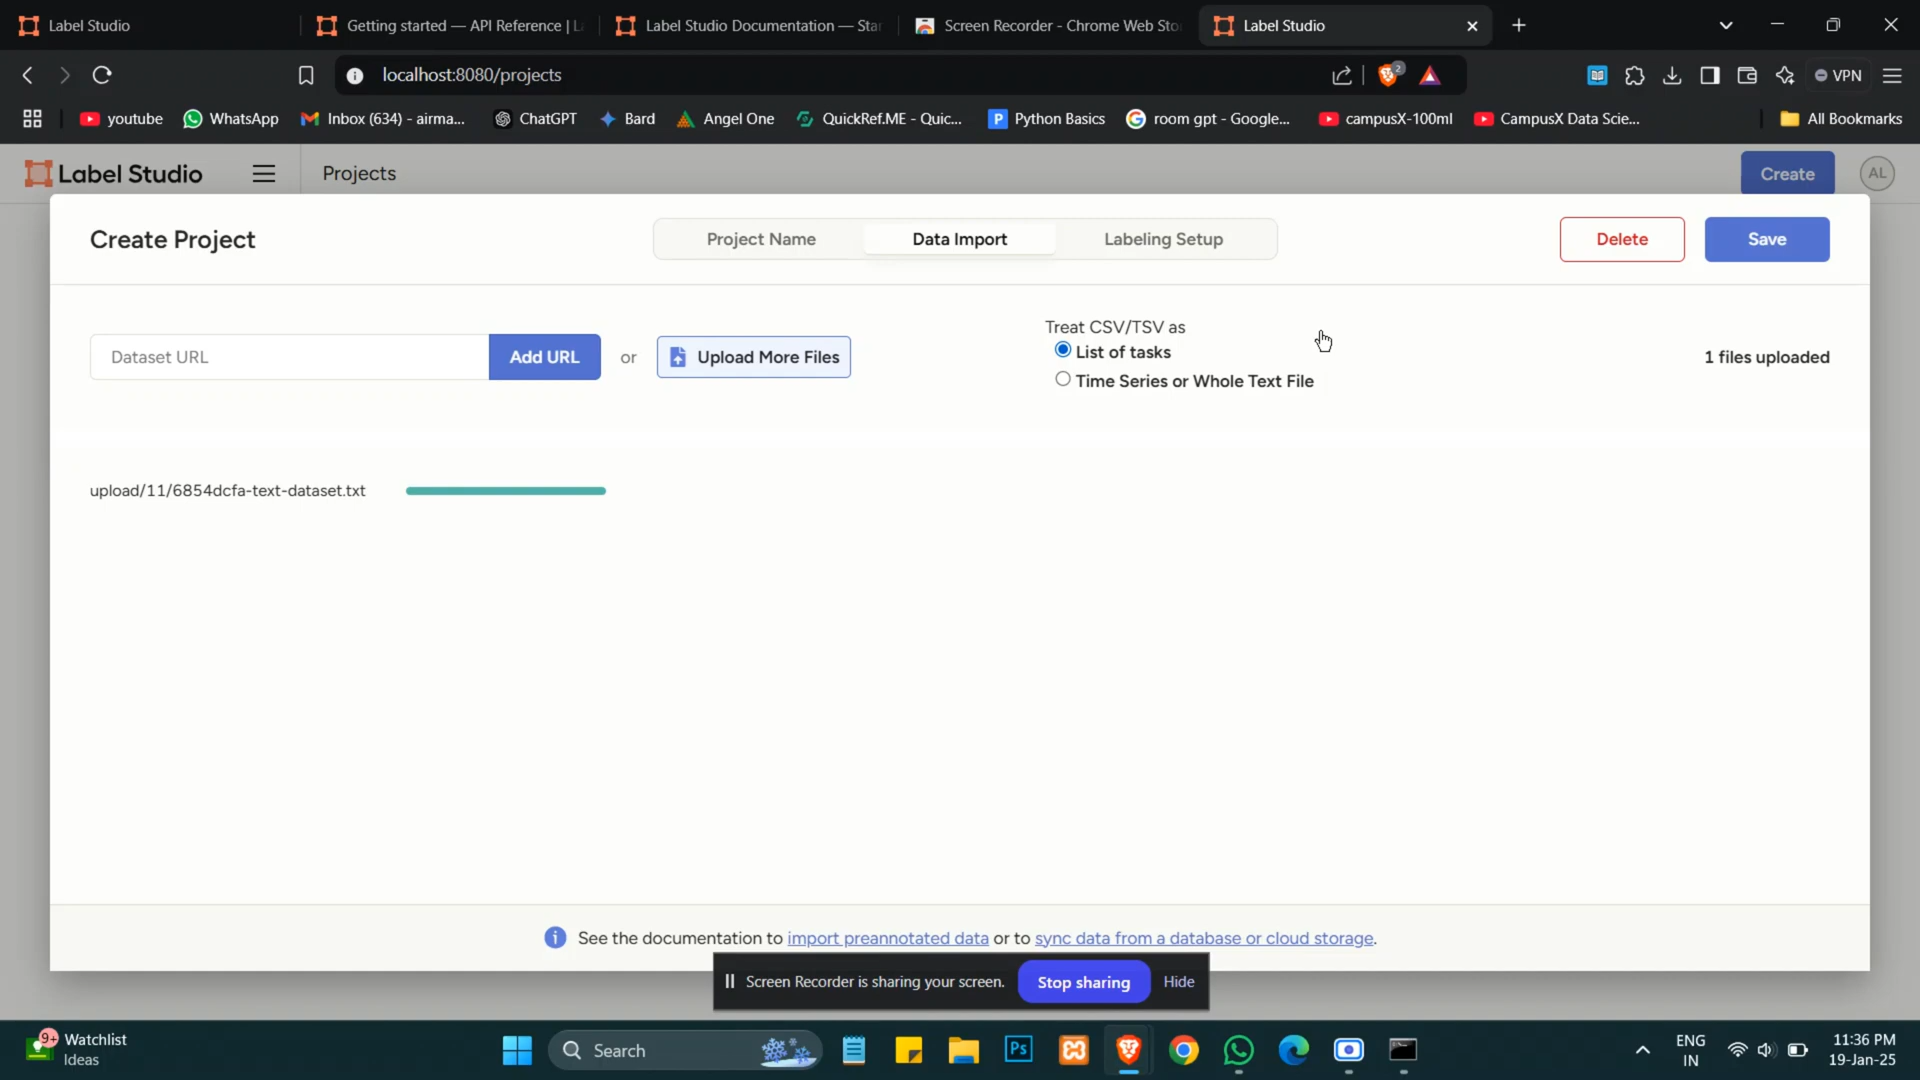 Label Studio
Getting started — API Reference | L
Label Studio Documentation — Star
Screen Recorder - Chrome Web Sto
Label Studio
localhost:8080/projects
2
VPN
youtube
WhatsApp
Inbox (634) - airma...
ChatGPT
Bard
Angel One
QuickRef.ME - Quic...
Python Basics
room gpt - Google...
campusX-100ml
CampusX Data Scie...
All Bookmarks
Label Studio
Projects
Create
AL
Create Project
Project Name
Data Import
Labeling Setup
Delete
Save
Treat CSV/TSV as
Dataset URL
Add URL
or
Upload More Files
List of tasks
Time Series or Whole Text File
1 files uploaded
upload/11/6854dcfa-text-dataset.txt
See the documentation to import preannotated data or to sync data from a database or cloud storage.
Screen Recorder is sharing your screen.
Stop sharing
Hide
9+
Watchlist
Ideas
Search
Ps
ENG
IN
11:36 PM
19-Jan-25